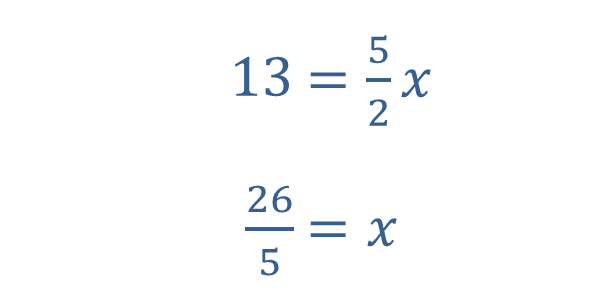 13 = 5/2 x
26/5 = x